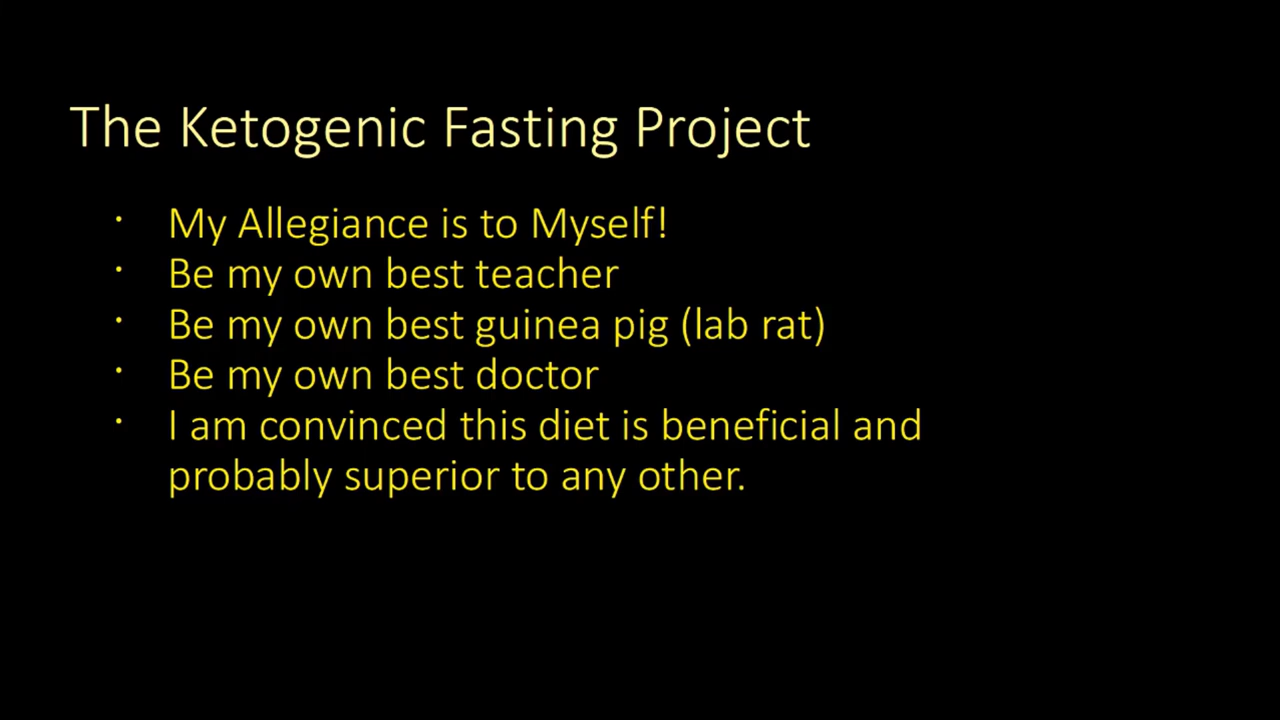 The Ketogenic Fasting Project
· My Allegiance is to Myself!
· Be my own best teacher
· Be my own best guinea pig (lab rat)
· Be my own best doctor
· I am convinced this diet is beneficial and
probably superior to any other.